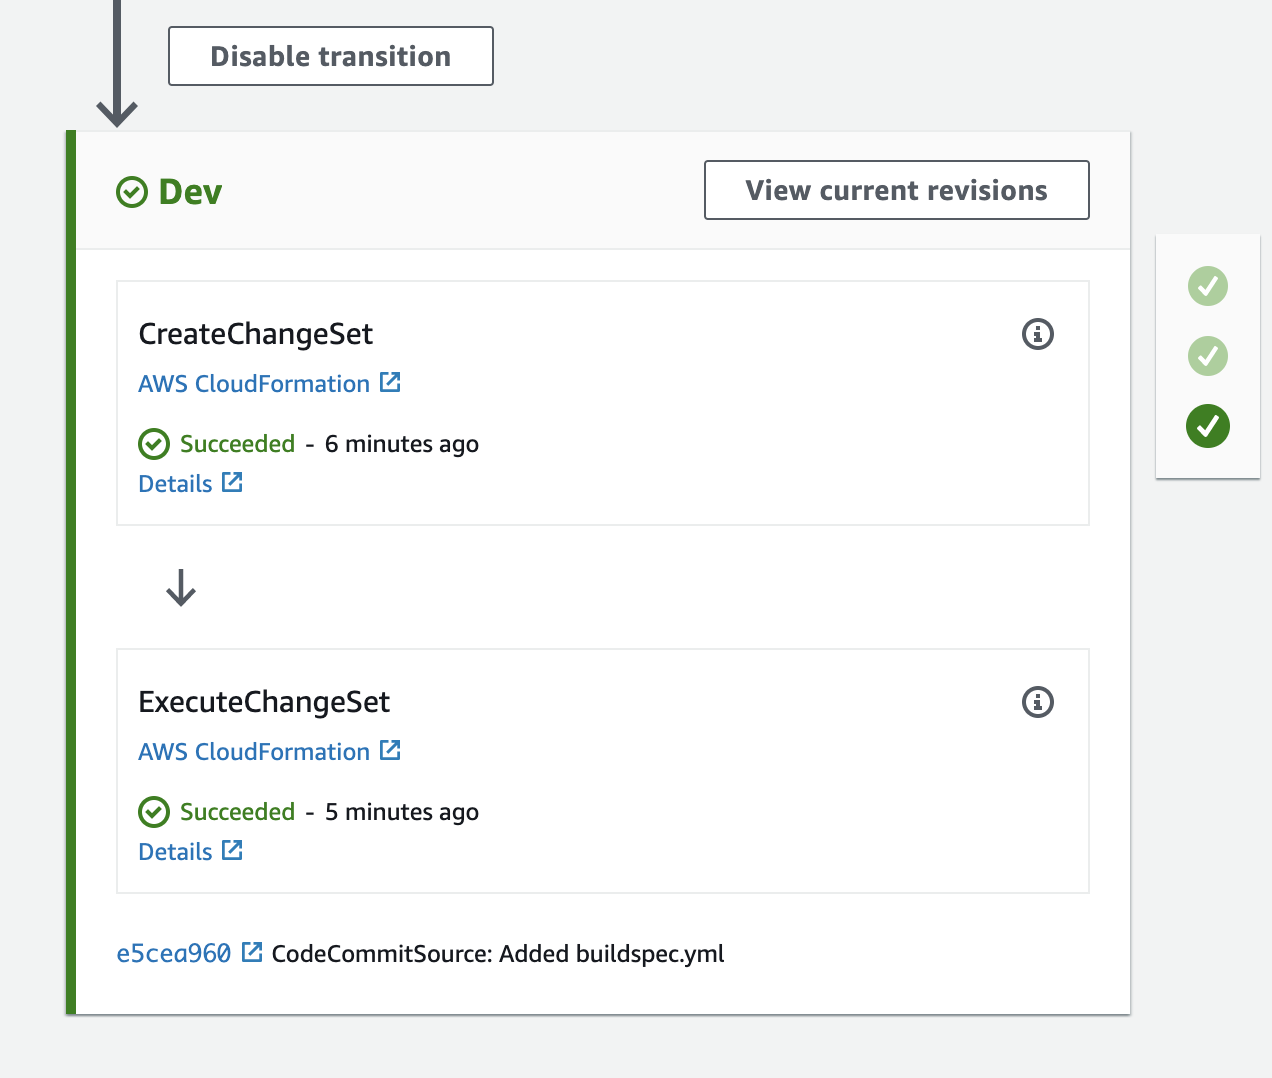 Disable transition
Dev
View current revisions
CreateChangeSet
AWS CloudFormation
Succeeded - 6 minutes ago
Details
ExecuteChangeSet
AWS CloudFormation
Succeeded - 5 minutes ago
Details
e5cea960 CodeCommitSource: Added buildspec.yml